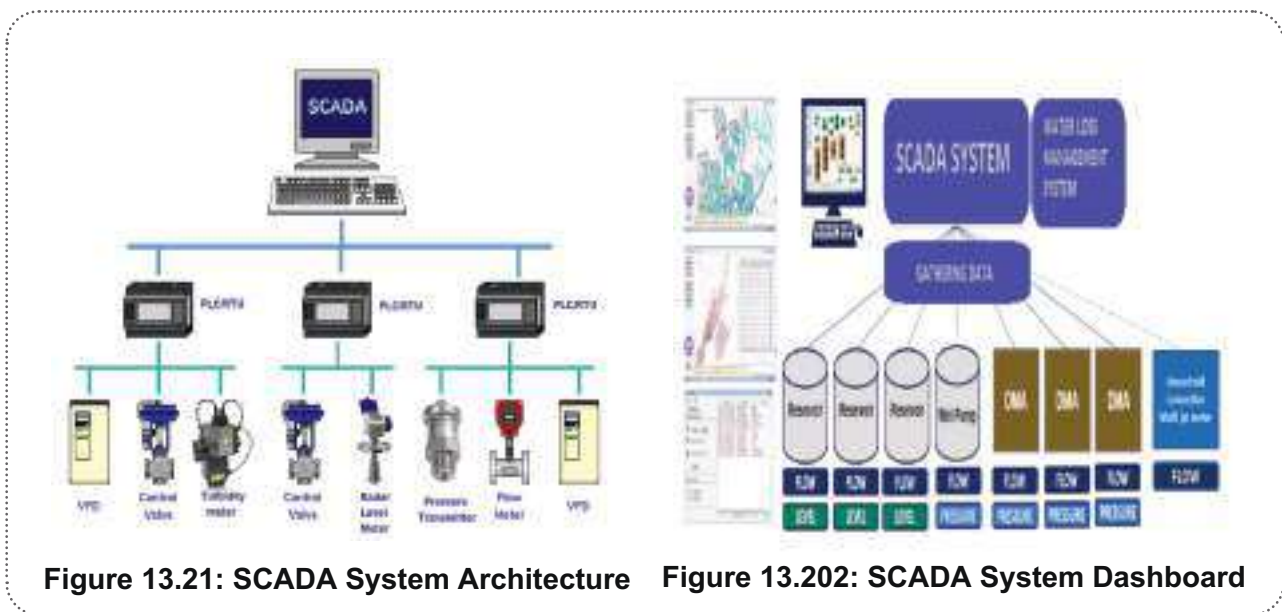 SCADA
PLC/RTU
PLC/RTU
PLC/RTU
VFD
Control
Valve
Turbidity
meter
Control
Valve
Water
Level
Meter
Pressure
Transmitter
Flow
Meter
VFD
Figure 13.21: SCADA System Architecture
SCADA SYSTEM
WATER LOSS
MANAGEMENT
SYSTEM
GATHERING DATA
Reservoir
Reservoir
Reservoir
Pump
DMA
DMA
DMA
FLOW
FLOW
FLOW
FLOW
FLOW
FLOW
FLOW
FLOW
LEVEL
LEVEL
LEVEL
PRESSURE
PRESSURE
PRESSURE
PRESSURE
Figure 13.202: SCADA System Dashboard